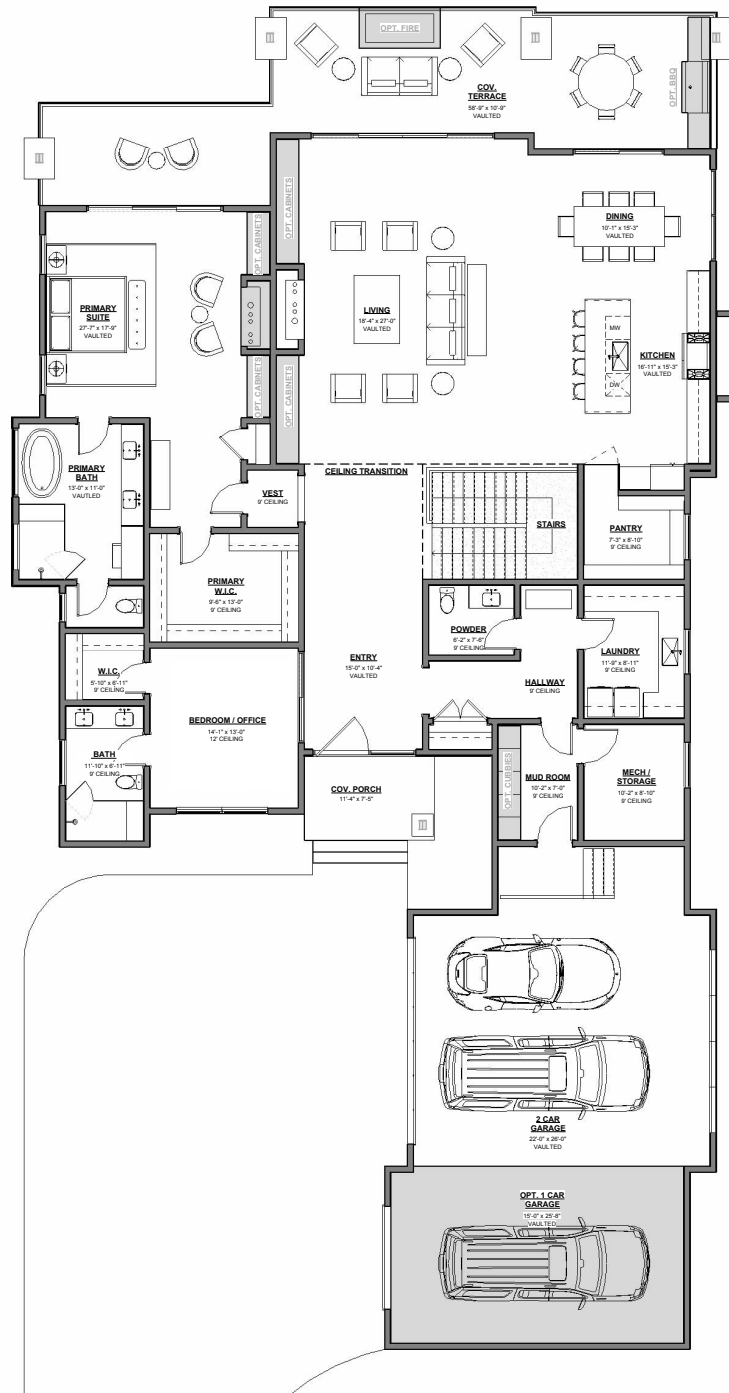 OPT. FIRE
COV.
TERRACE
58'-9" x 10'-9"
VAULTED
OPT. BBQ
OPT. CABINETS
OPT. CABINETS
DINING
10'-1" x 15'-3"
VAULTED
PRIMARY
SUITE
27'-7" x 17'-9"
VAULTED
LIVING
18'-4" x 27'-0"
VAULTED
MW
KITCHEN
16'-11" x 15'-3"
VAULTED
DW
OPT. CABINETS
OPT. CABINETS
PRIMARY
BATH
13'-0" x 11'-0"
VAUTLED
CEILING TRANSITION
VEST
9' CEILING
STAIRS
PANTRY
7'-3" x 8'-10"
9' CEILING
PRIMARY
W.I.C.
9'-6" x 13'-0"
9' CEILING
POWDER
6'-2" x 7'-6"
9' CEILING
ENTRY
15'-0" x 10'-4"
VAULTED
LAUNDRY
11'-9" x 8'-11"
9' CEILING
W.I.C.
5'-10" x 6'-11"
9' CEILING
HALLWAY
9' CEILING
BEDROOM / OFFICE
14'-1" x 13'-0"
12' CEILING
BATH
11'-10" x 6'-11"
9' CEILING
COV. PORCH
11'-4" x 7'-5"
OPT. CUBBIES
MUD ROOM
10'-2" x 7'-0"
9' CEILING
MECH /
STORAGE
10'-2" x 8'-10"
9' CEILING
2 CAR
GARAGE
22'-0" x 26'-0"
VAULTED
OPT. 1 CAR
GARAGE
15'-0" x 25'-8"
VAULTED